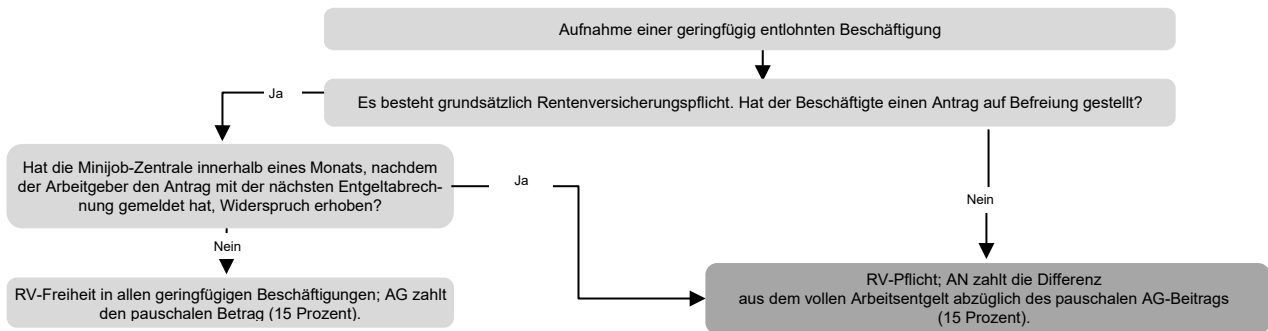 Aufnahme einer geringfügig entlohnten Beschäftigung
Ja
Es besteht grundsätzlich Rentenversicherungspflicht. Hat der Beschäftigte einen Antrag auf Befreiung gestellt?
Hat die Minijob-Zentrale innerhalb eines Monats, nachdem
der Arbeitgeber den Antrag mit der nächsten Entgeltabrech-
nung gemeldet hat, Widerspruch erhoben?
Ja
Nein
Nein
RV-Freiheit in allen geringfügigen Beschäftigungen; AG zahlt
den pauschalen Betrag (15 Prozent).
RV-Pflicht; AN zahlt die Differenz
aus dem vollen Arbeitsentgelt abzüglich des pauschalen AG-Beitrags
(15 Prozent).